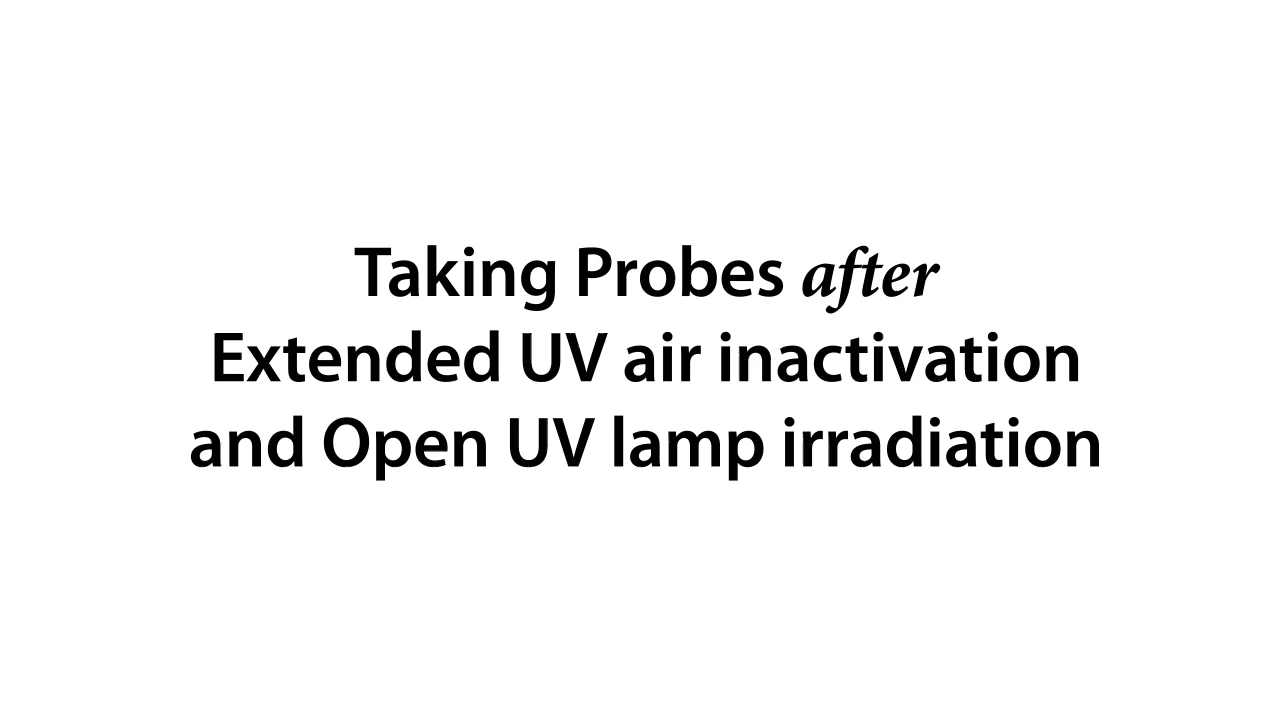 Taking Probes after
Extended UV air inactivation
and Open UV lamp irradiation